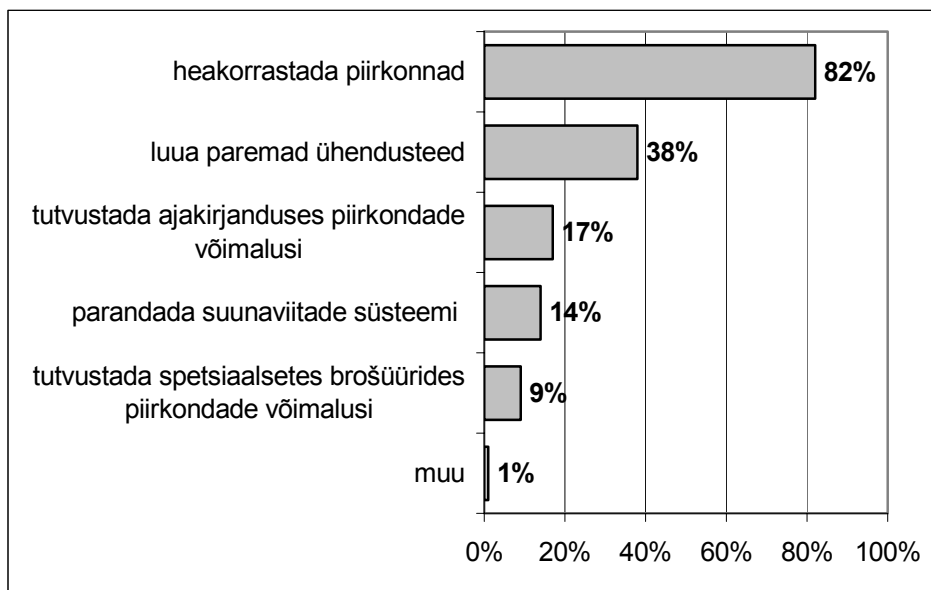 heakorrastada piirkonnad
82%
luua paremad ühendusteed
38%
tutvustada ajakirjanduses piirkondade
võimalusi
17%
parandada suunaviitade süsteemi
14%
tutvustada spetsiaalsetes brošüürides
piirkondade võimalusi
9%
muu
1%
0% 20% 40% 60% 80% 100%